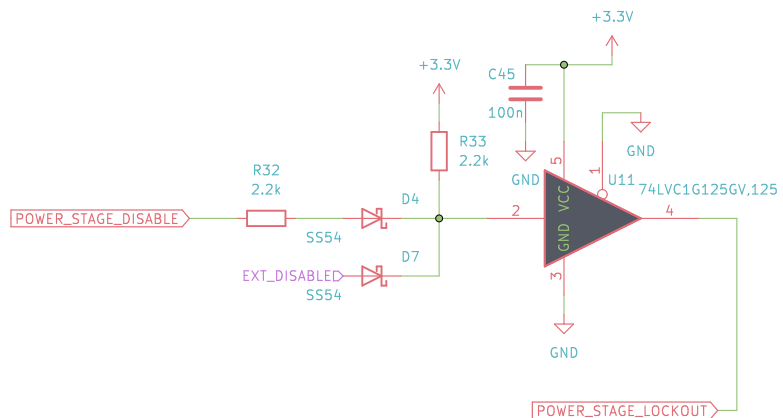 +3.3V
+3.3V
C45
100n
R33
2.2k
GND
GND
1
5
U11
74LVC1G125GV,125
R32
2.2k
D4
VCC
POWER_STAGE_DISABLE
2
4
SS54
GND
D7
EXT_DISABLED
SS54
3
GND
POWER_STAGE_LOCKOUT